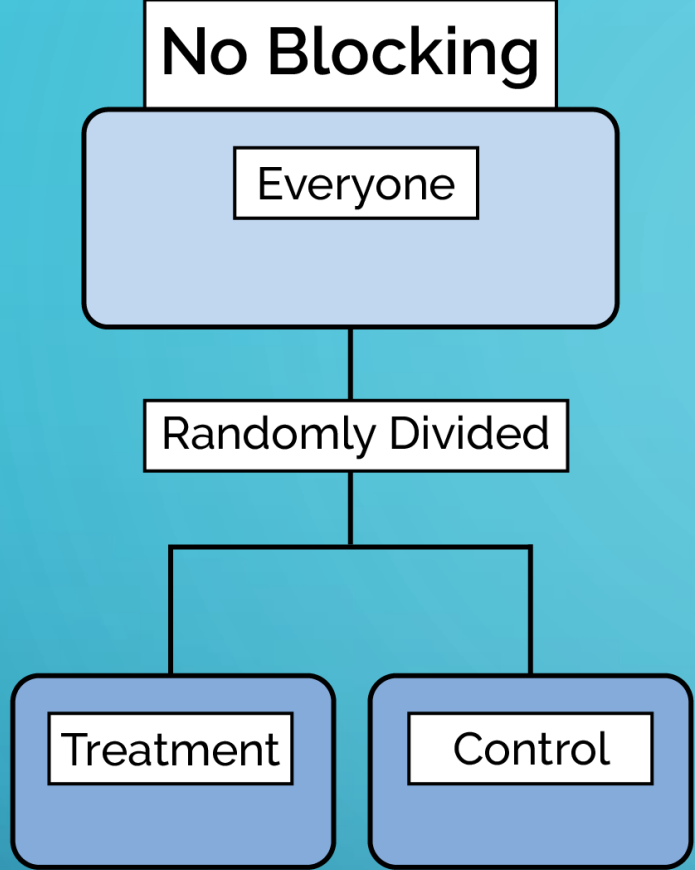 No Blocking
Everyone
Randomly Divided
Treatment
Control